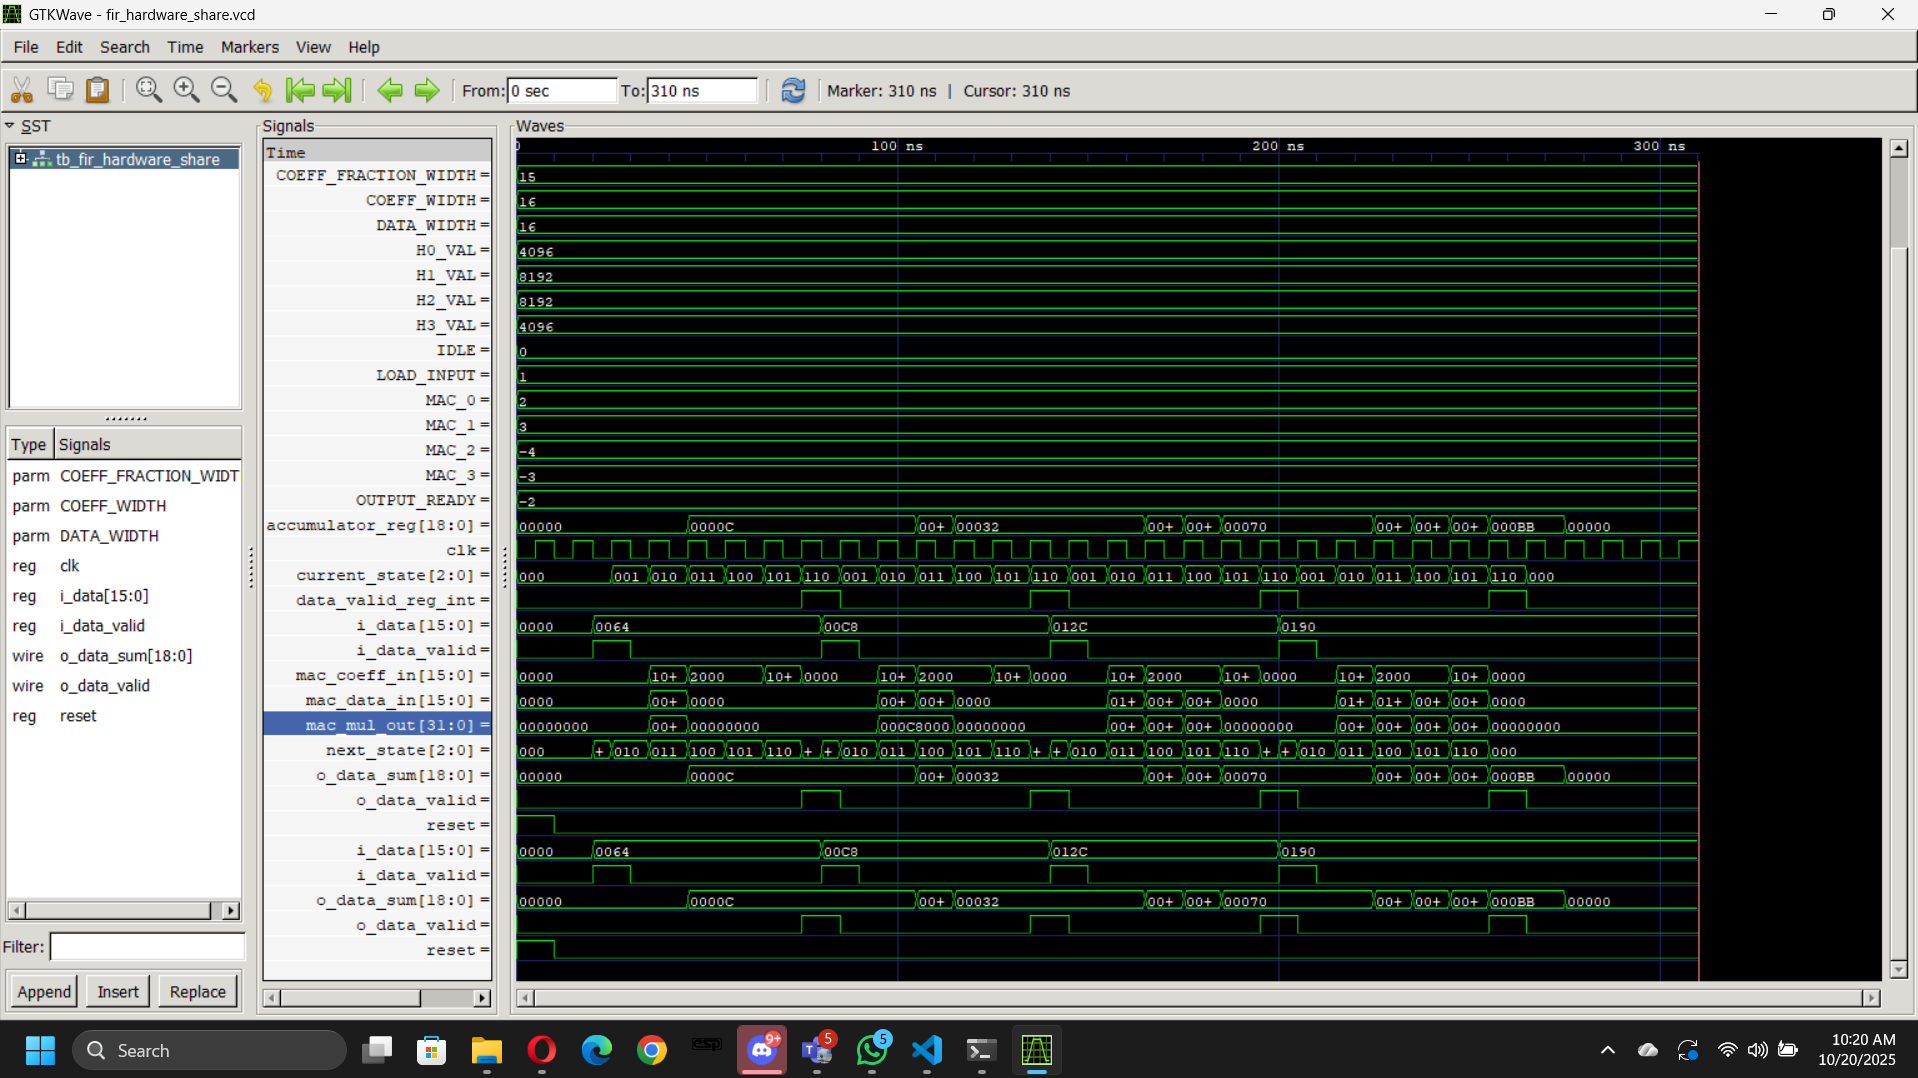 GTKWave - fir_hardware_share.vcd
File Edit Search Time Markers View Help
From: 0 sec To: 310 ns Marker: 310 ns | Cursor: 310 ns
SST
tb_fir_hardware_share
Type Signals
parm COEFF_FRACTION_WIDT
parm COEFF_WIDTH
parm DATA_WIDTH
reg clk
reg i_data[15:0]
reg i_data_valid
wire o_data_sum[18:0]
wire o_data_valid
reg reset
Filter:
Append Insert Replace
Signals
Waves
Time 0 100 ns 200 ns 300 ns
COEFF_FRACTION_WIDTH = 15
COEFF_WIDTH = 16
DATA_WIDTH = 16
H0_VAL = 4096
H1_VAL = 8192
H2_VAL = 8192
H3_VAL = 4096
IDLE = 0
LOAD_INPUT = 1
MAC_0 = 2
MAC_1 = 3
MAC_2 = -4
MAC_3 = -3
OUTPUT_READY = -2
accumulator_reg[18:0] = 00000 0000C 00+ 00032 00+ 00+ 00070 00+ 00+ 00+ 000BB 00000
clk =
current_state[2:0] = 000 001 010 011 100 101 110 001 010 011 100 101 110 001 010 011 100 101 110 001 010 011 100 101 110 000
data_valid_reg_int =
i_data[15:0] = 0000 0064 00C8 012C 0190
i_data_valid =
mac_coeff_in[15:0] = 0000 10+ 2000 10+ 0000 10+ 2000 10+ 0000 10+ 2000 10+ 0000 10+ 2000 10+ 0000
mac_data_in[15:0] = 0000 00+ 0000 00+ 00+ 0000 01+ 00+ 00+ 0000 01+ 01+ 00+ 00+ 0000
mac_mul_out[31:0] = 00000000 00+ 00000000 000C8000 00000000 00+ 00+ 00+ 00000000 00+ 00+ 00+ 00+ 00000000
next_state[2:0] = 000 + 010 011 100 101 110 + + 010 011 100 101 110 + + 010 011 100 101 110 + + 010 011 100 101 110 000
o_data_sum[18:0] = 00000 0000C 00+ 00032 00+ 00+ 00070 00+ 00+ 00+ 000BB 00000
o_data_valid =
reset =
i_data[15:0] = 0000 0064 00C8 012C 0190
i_data_valid =
o_data_sum[18:0] = 00000 0000C 00+ 00032 00+ 00+ 00070 00+ 00+ 00+ 000BB 00000
o_data_valid =
reset =
Search
esp
9+
5
5
10:20 AM
10/20/2025